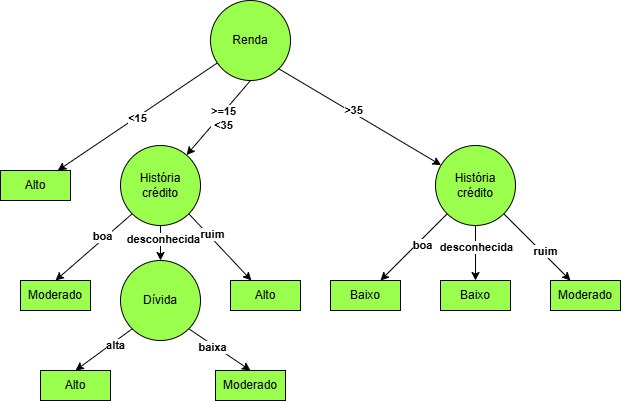 Renda
<15
>=15
<35
>35
Alto
História
crédito
História
crédito
boa
desconhecida
ruim
boa
desconhecida
ruim
Moderado
Dívida
Alto
Baixo
Baixo
Moderado
alta
baixa
Alto
Moderado